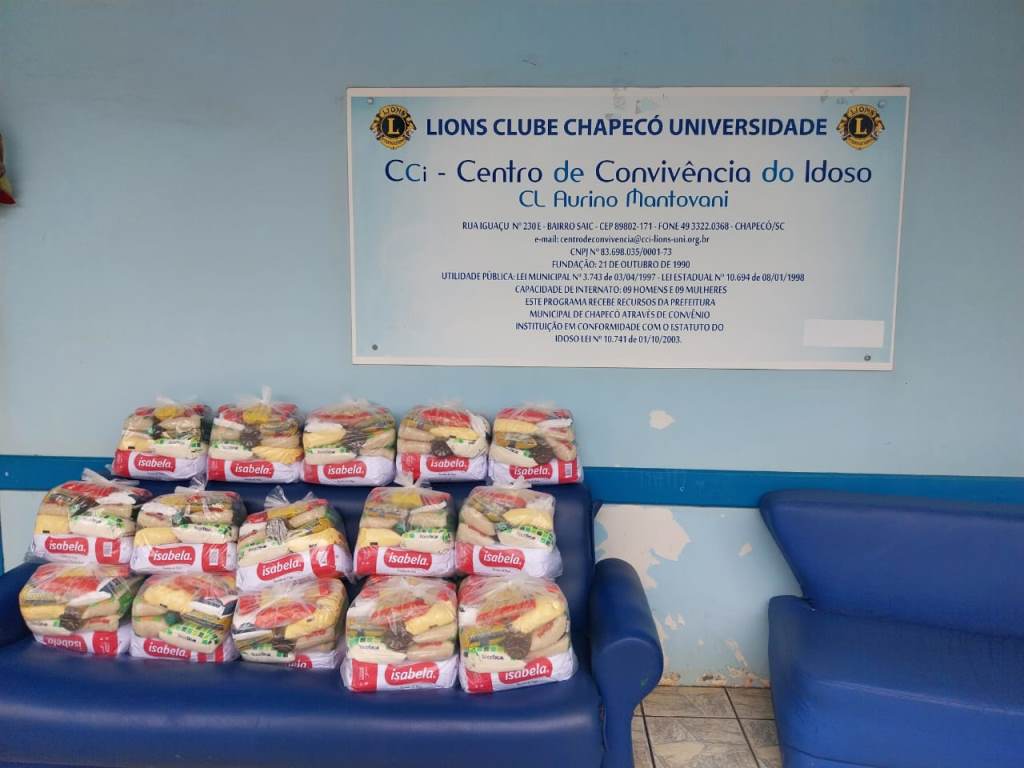 LIONS CLUBE CHAPECÓ UNIVERSIDADE
CCi - Centro de Convivência do Idoso
CL Aurino Mantovani
RUA IGUAÇU Nº 230 E - BAIRRO SAIC - CEP 89802-171 - FONE 49 3322.0368 - CHAPECÓ/SC
e-mail: centrodeconvivencia@cci-lions-uni.org.br
CNPJ Nº 83.698.035/0001-73
FUNDAÇÃO: 21 DE OUTUBRO DE 1990
UTILIDADE PÚBLICA: LEI MUNICIPAL Nº 3.743 de 03/04/1997 - LEI ESTADUAL Nº 10.694 de 08/01/1998
CAPACIDADE DE INTERNATO: 09 HOMENS E 09 MULHERES
ESTE PROGRAMA RECEBE RECURSOS DA PREFEITURA
MUNICIPAL DE CHAPECÓ ATRAVÉS DE CONVÊNIO
INSTITUIÇÃO EM CONFORMIDADE COM O ESTATUTO DO
IDOSO LEI Nº 10.741 de 01/10/2003.
LIONS
L
LIONS
L
isabela.
isabela.
isabela.
isabela.
isabela.
isabela.
isabela.
isabela.
isabela.
isabela.
isabela.
isabela.
isabela.
isabela.